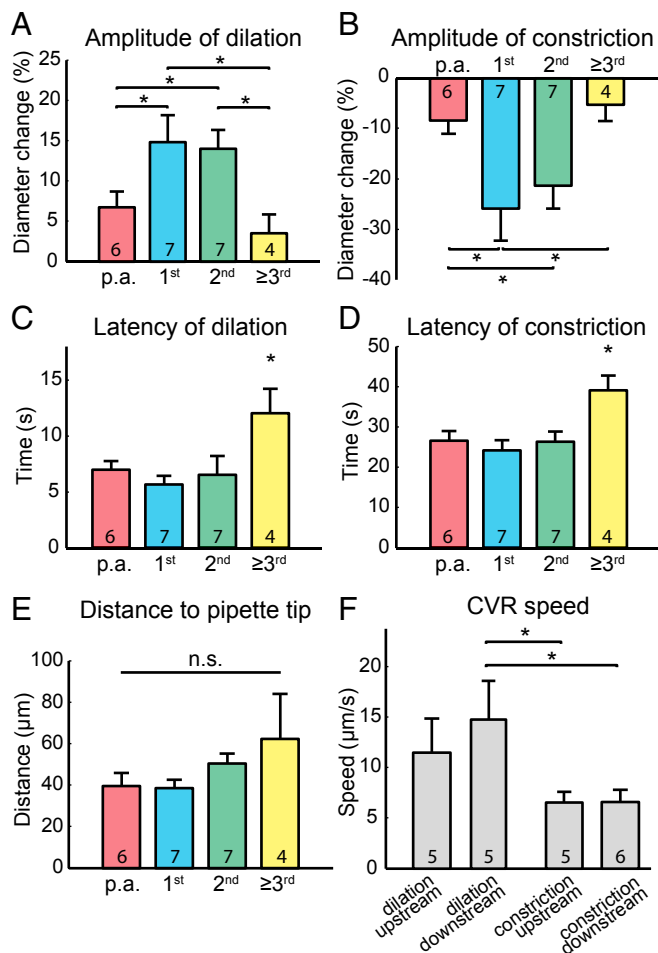 A Amplitude of dilation
Diameter change (%)
25
20
15
10
5
0
* * * *
6 7 7 4
p.a. 1st 2nd ≥3rd
B Amplitude of constriction
p.a. 1st 2nd ≥3rd
Diameter change (%)
0
-10
-20
-30
-40
6 7 7 4
* * *
C Latency of dilation
Time (s)
15
10
5
0
*
6 7 7 4
p.a. 1st 2nd ≥3rd
D Latency of constriction
Time (s)
50
40
30
20
10
0
*
6 7 7 4
p.a. 1st 2nd ≥3rd
E Distance to pipette tip
Distance (µm)
100
80
60
40
20
0
n.s.
6 7 7 4
p.a. 1st 2nd ≥3rd
F CVR speed
Speed (µm/s)
20
15
10
5
0
* *
5 5 5 6
dilation
upstream
dilation
downstream
constriction
upstream
constriction
downstream